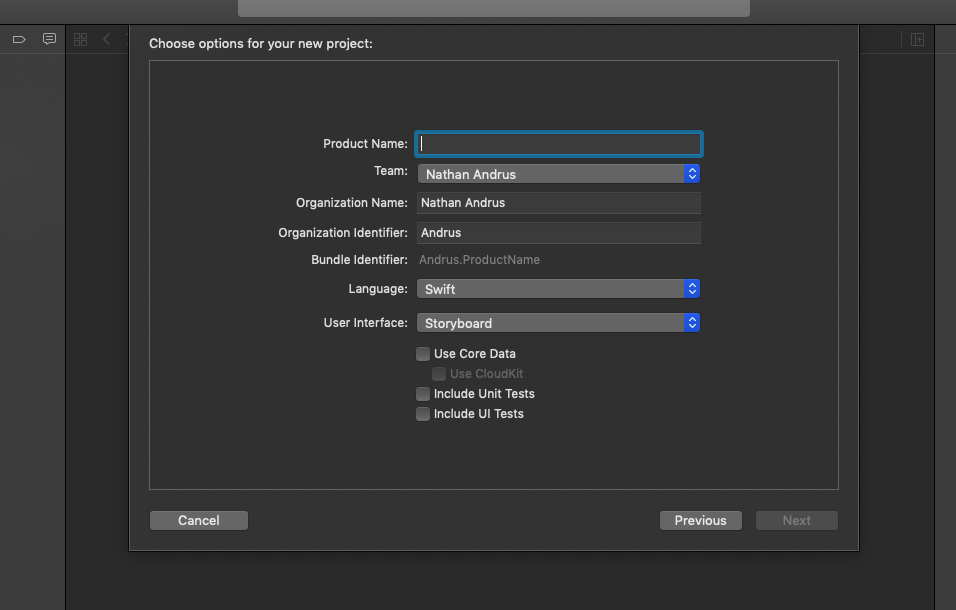 Choose options for your new project:
Product Name:
Team: Nathan Andrus
Organization Name: Nathan Andrus
Organization Identifier: Andrus
Bundle Identifier: Andrus.ProductName
Language: Swift
User Interface: Storyboard
Use Core Data
Use CloudKit
Include Unit Tests
Include UI Tests
Cancel Previous Next